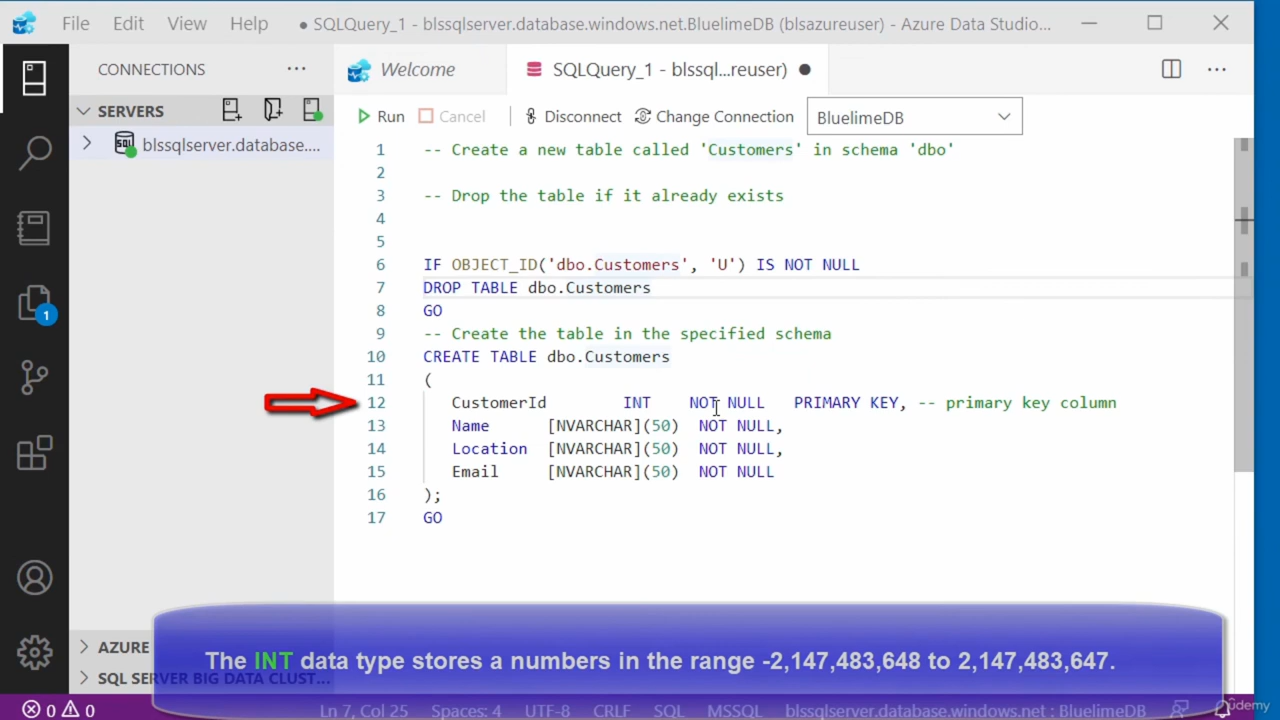 File Edit View Help ● SQLQuery_1 - blssqlserver.database.windows.net.BluelimeDB (blsazureuser) - Azure Data Studio...
CONNECTIONS ...
Welcome
SQLQuery_1 - blssql...reuser) ●
SERVERS
blssqlserver.database....
Run Cancel Disconnect Change Connection BluelimeDB
1 -- Create a new table called 'Customers' in schema 'dbo'
2
3 -- Drop the table if it already exists
4
5
6 IF OBJECT_ID('dbo.Customers', 'U') IS NOT NULL
7 DROP TABLE dbo.Customers
8 GO
9 -- Create the table in the specified schema
10 CREATE TABLE dbo.Customers
11 (
12 CustomerId INT NOT NULL PRIMARY KEY, -- primary key column
13 Name [NVARCHAR](50) NOT NULL,
14 Location [NVARCHAR](50) NOT NULL,
15 Email [NVARCHAR](50) NOT NULL
16 );
17 GO
1
AZURE
SQL SERVER BIG DATA CLUST...
The INT data type stores a numbers in the range -2,147,483,648 to 2,147,483,647.
0 0 Ln 7, Col 25 Spaces: 4 UTF-8 CRLF SQL MSSQL blssqlserver.database.windows.net : BluelimeDB
Udemy